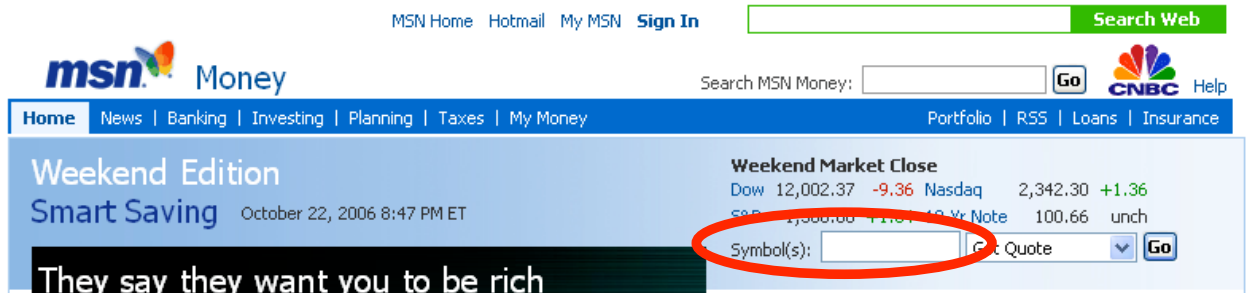 MSN Home Hotmail My MSN Sign In Search Web
msn Money
Search MSN Money: Go CNBC Help
Home News | Banking | Investing | Planning | Taxes | My Money Portfolio | RSS | Loans | Insurance
Weekend Edition
Smart Saving October 22, 2006 8:47 PM ET
Weekend Market Close
Dow 12,002.37 -9.36 Nasdaq 2,342.30 +1.36
Yr Note 100.66 unch
Symbol(s): Get Quote Go
They say they want you to be rich